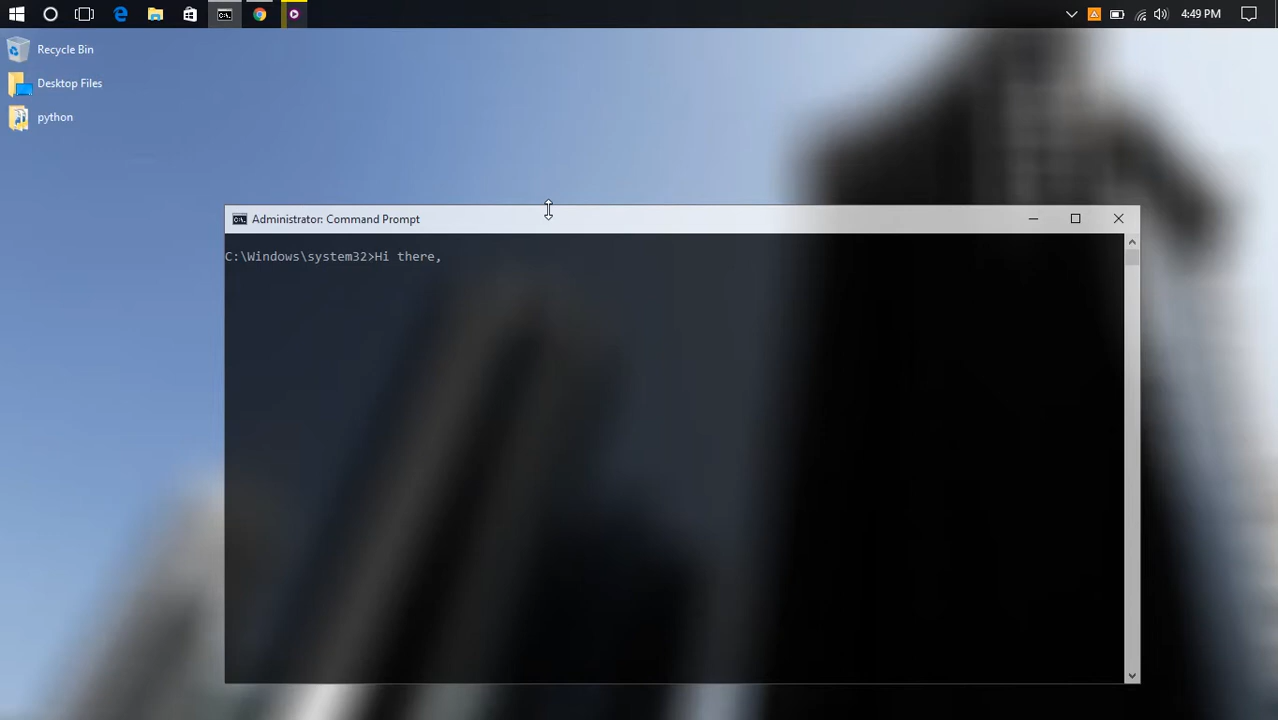 4:49 PM
Recycle Bin
Desktop Files
python
Administrator: Command Prompt
C:\Windows\system32>Hi there,